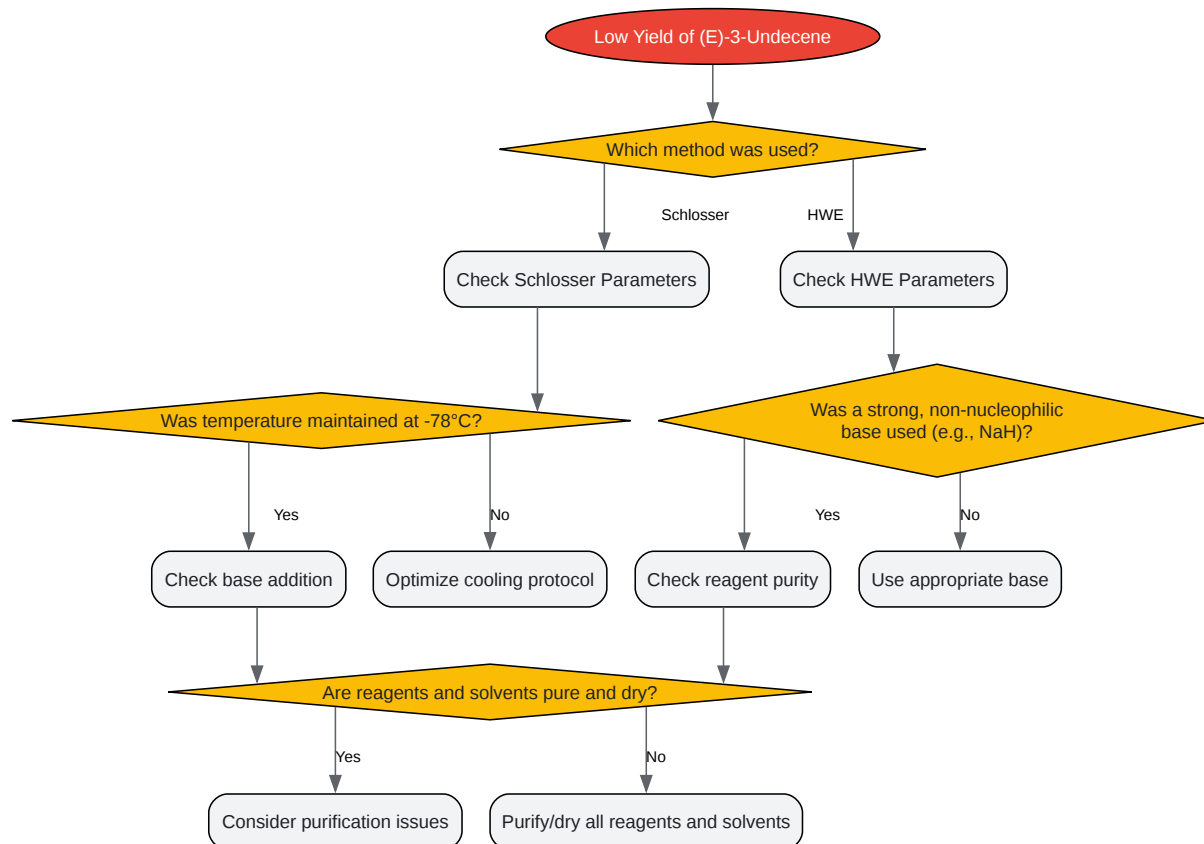 Low Yield of (E)-3-Undecene
Which method was used?
Schlosser
HWE
Check Schlosser Parameters
Check HWE Parameters
Was temperature maintained at -78°C?
Was a strong, non-nucleophilic
base used (e.g., NaH)?
Yes
No
Yes
No
Check base addition
Optimize cooling protocol
Check reagent purity
Use appropriate base
Are reagents and solvents pure and dry?
Yes
No
Consider purification issues
Purify/dry all reagents and solvents